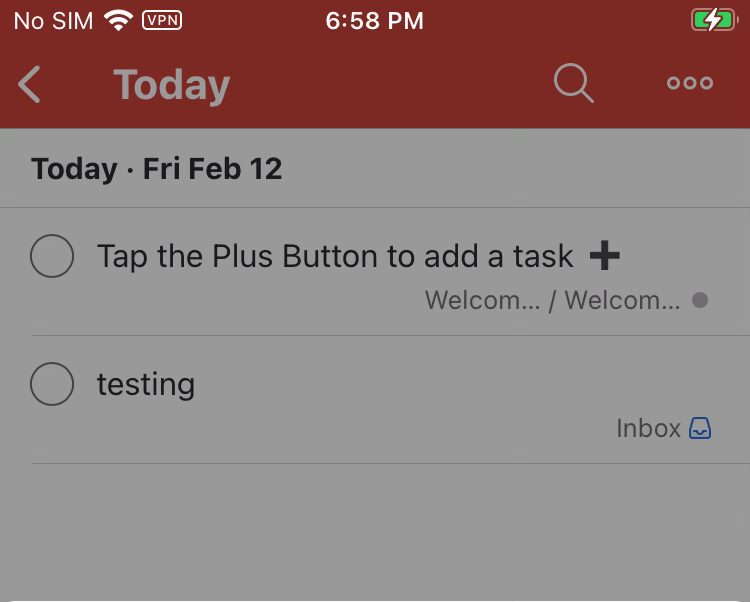 No SIM VPN 6:58 PM
Today
Today · Fri Feb 12
Tap the Plus Button to add a task ➕
Welcom... / Welcom...
testing
Inbox